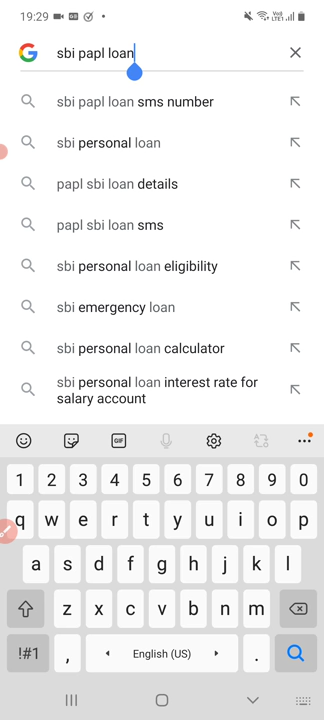 19:29
Vo))
LTE1
sbi papl loan
sbi papl loan sms number
sbi personal loan
papl sbi loan details
papl sbi loan sms
sbi personal loan eligibility
sbi emergency loan
sbi personal loan calculator
sbi personal loan interest rate for
salary account
GIF
1 2 3 4 5 6 7 8 9 0
q w e r t y u i o p
a s d f g h j k l
z x c v b n m
!#1 , English (US) .